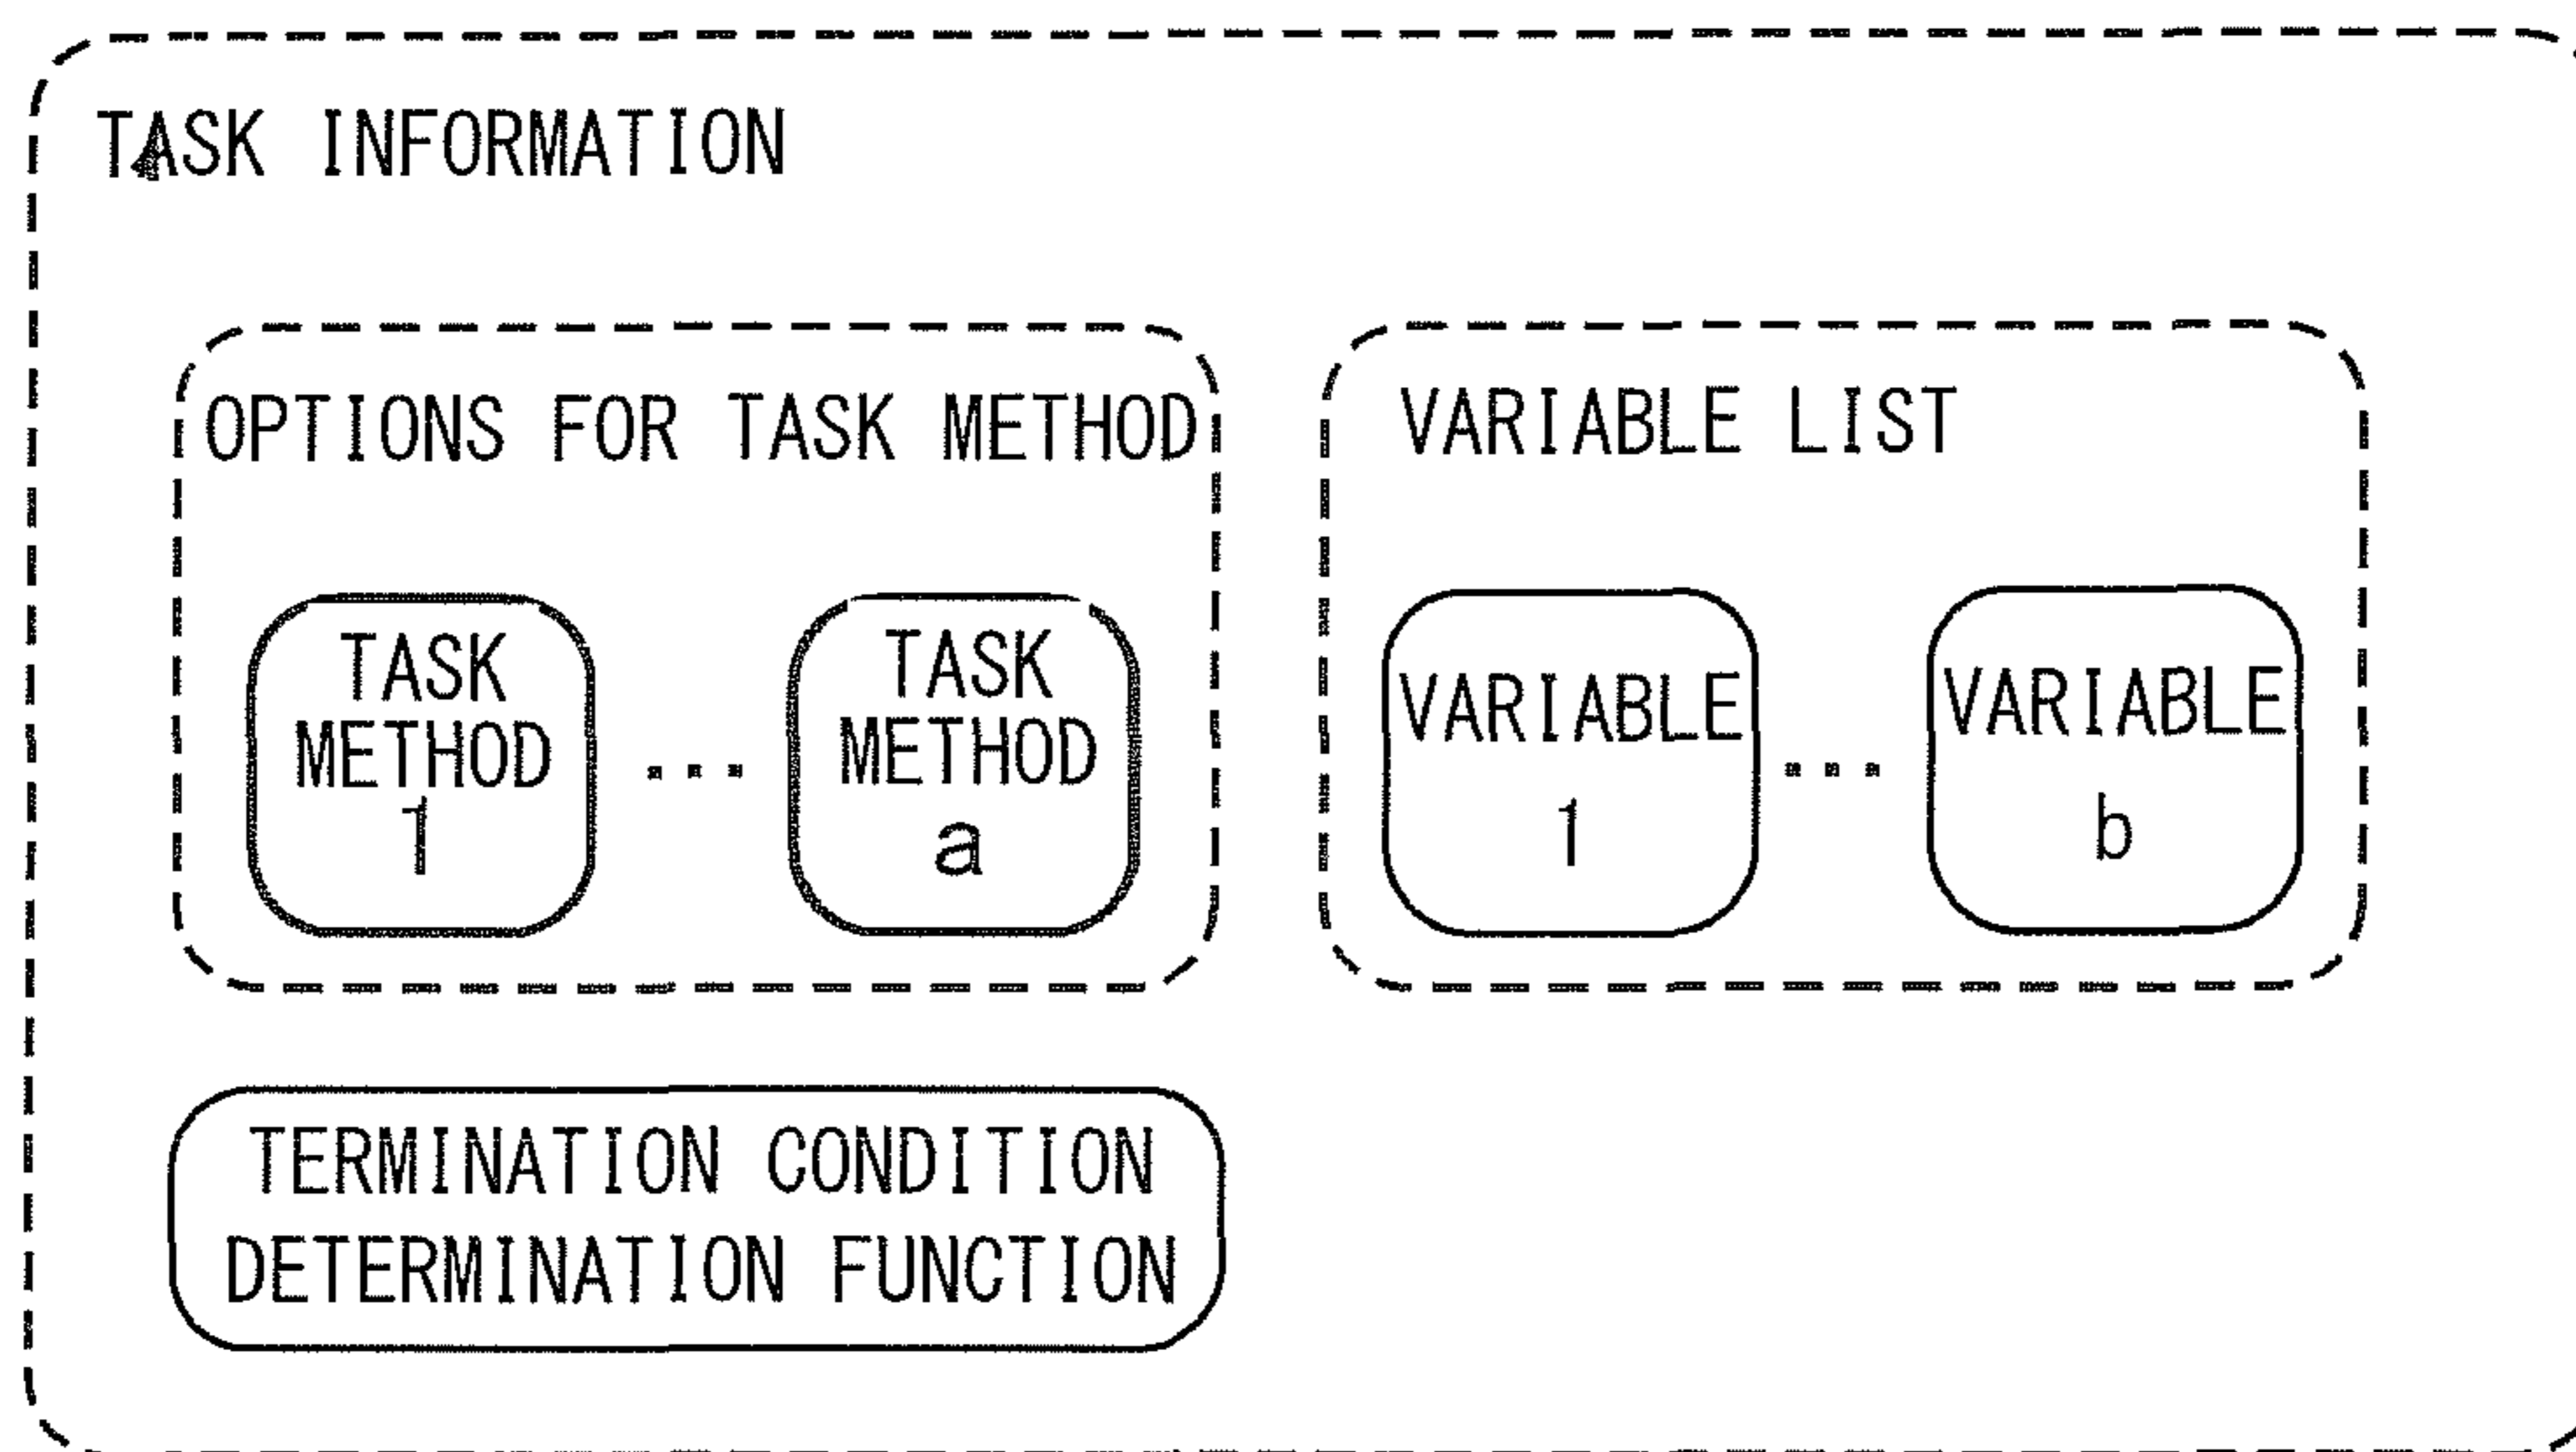 TASK INFORMATION
OPTIONS FOR TASK METHOD
TASK
METHOD
1
...
TASK
METHOD
a
VARIABLE LIST
VARIABLE
1
...
VARIABLE
b
TERMINATION CONDITION
DETERMINATION FUNCTION